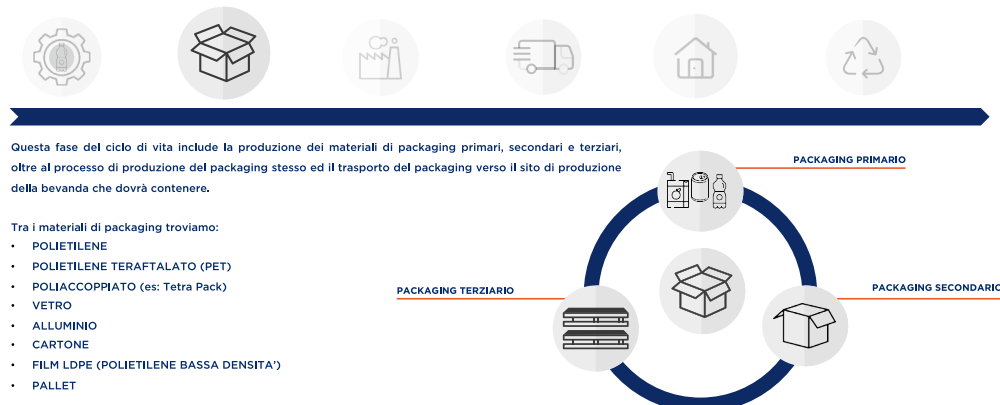 Questa fase del ciclo di vita include la produzione dei materiali di packaging primari, secondari e terziari,
oltre al processo di produzione del packaging stesso ed il trasporto del packaging verso il sito di produzione
della bevanda che dovrà contenere.
Tra i materiali di packaging troviamo:
• POLIETILENE
• POLIETILENE TERAFTALATO (PET)
• POLIACCOPPIATO (es: Tetra Pack)
• VETRO
• ALLUMINIO
• CARTONE
• FILM LDPE (POLIETILENE BASSA DENSITA')
• PALLET
PACKAGING PRIMARIO
PACKAGING TERZIARIO
PACKAGING SECONDARIO